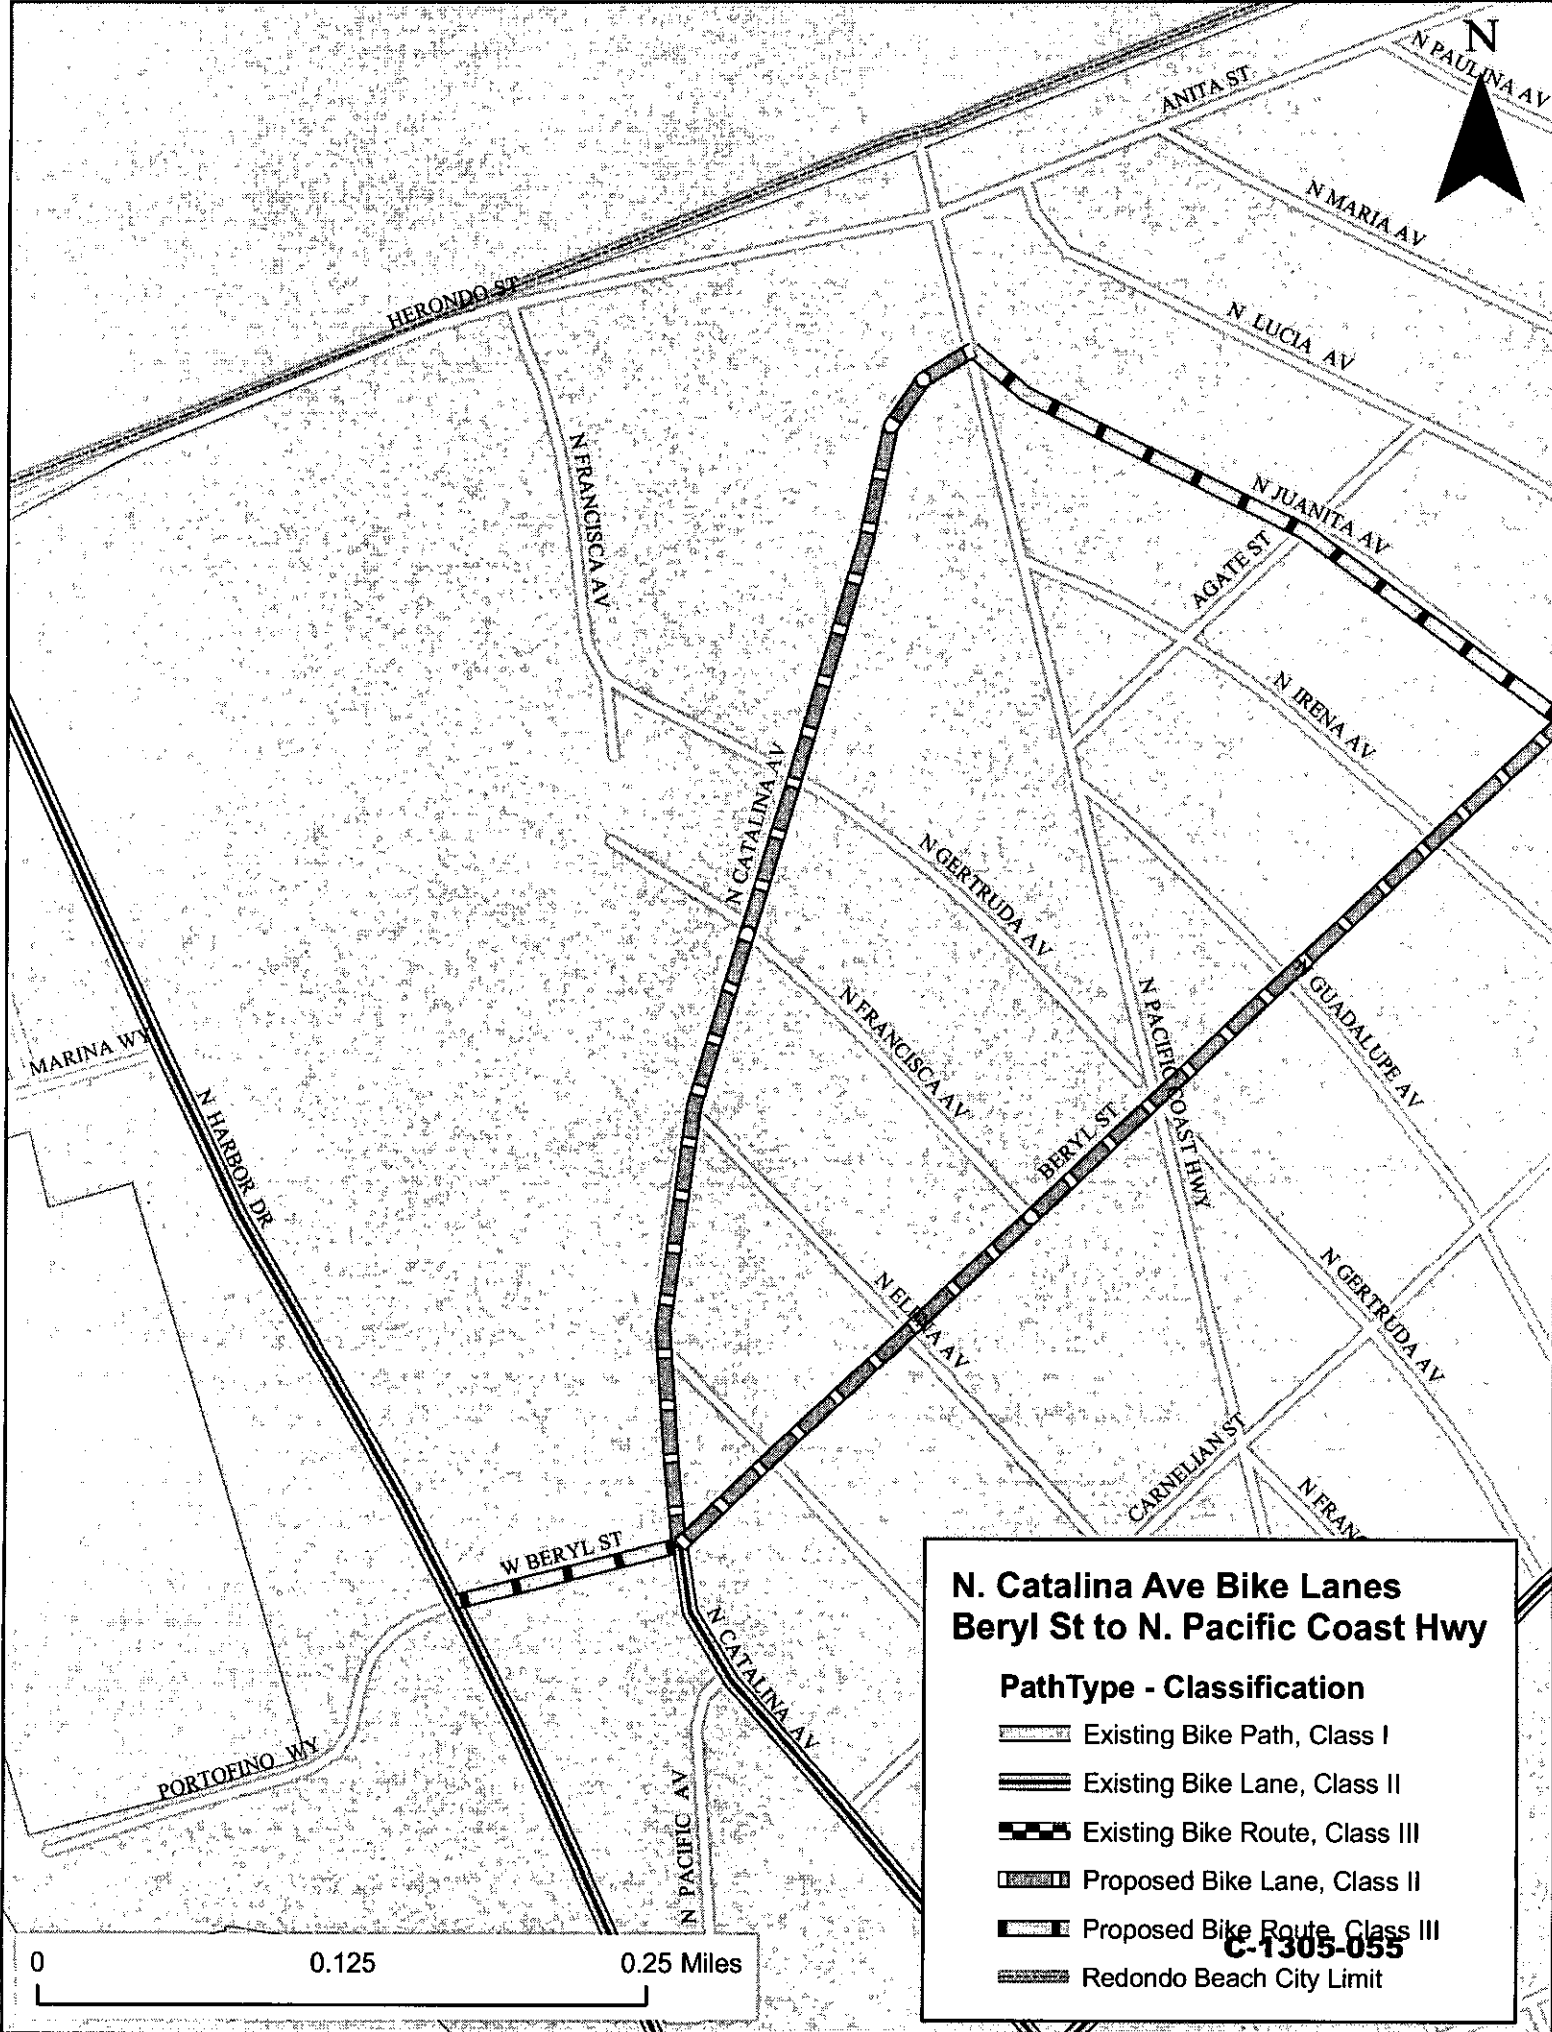 N
N PAULINA AV
ANITA ST
N MARIA AV
HERONDO ST
N LUCIA AV
N FRANCISCA AV
N JUANITA AV
AGATE ST
N IRENA AV
N CATALINA AV
N GERTRUDA AV
N PACIFIC COAST HWY
N GUADALUPE AV
N FRANCISCA AV
MARINA WY
N HARBOR DR
BERYL ST
N GERTRUDA AV
N ELENA AV
CARNELIAN ST
N FRANC
W BERYL ST
N CATALINA AV
PORTOFINO WY
N PACIFIC AV
N. Catalina Ave Bike Lanes
Beryl St to N. Pacific Coast Hwy
PathType - Classification
Existing Bike Path, Class I
Existing Bike Lane, Class II
Existing Bike Route, Class III
Proposed Bike Lane, Class II
Proposed Bike Route, Class III
C-1305-055
Redondo Beach City Limit
0 0.125 0.25 Miles